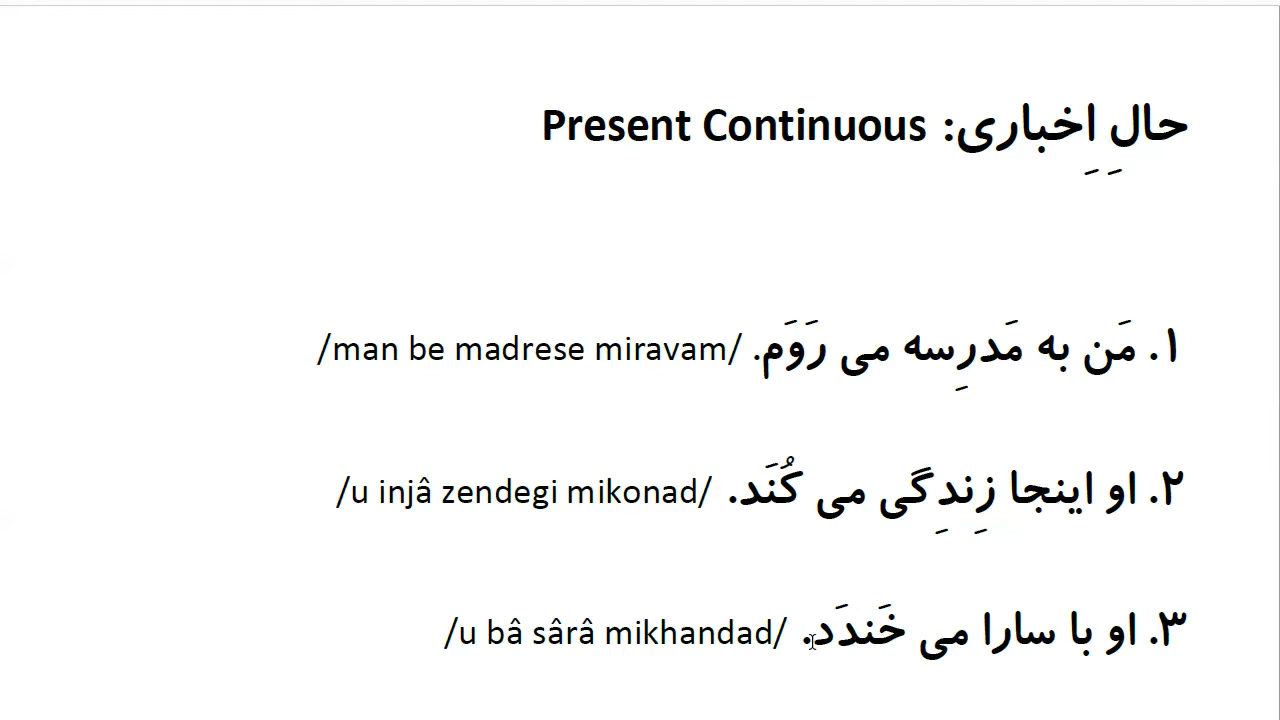 حالِ اِخباری: Present Continuous
۱. مَن به مَدرِسه می رَوَم. /man be madrese miravam/
۲. او اینجا زِندِگی می کُنَد. /u injâ zendegi mikonad/
۳. او با سارا می خَندَد. /u bâ sârâ mikhandad/